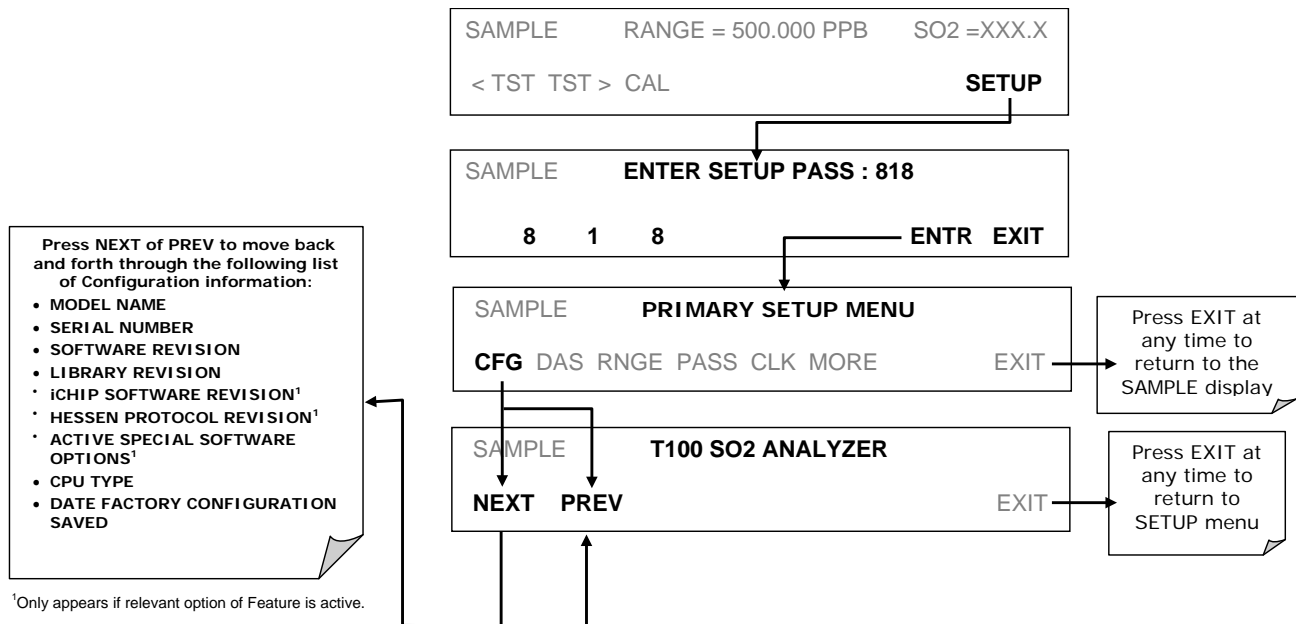 SAMPLE RANGE = 500.000 PPB SO2 =XXX.X
< TST TST > CAL SETUP
SAMPLE ENTER SETUP PASS : 818
8 1 8 ENTR EXIT
SAMPLE PRIMARY SETUP MENU
CFG DAS RNGE PASS CLK MORE EXIT
Press EXIT at
any time to
return to the
SAMPLE display
SAMPLE T100 SO2 ANALYZER
NEXT PREV EXIT
Press EXIT at
any time to
return to
SETUP menu
Press NEXT of PREV to move back
and forth through the following list
of Configuration information:
• MODEL NAME
• SERIAL NUMBER
• SOFTWARE REVISION
• LIBRARY REVISION
• iCHIP SOFTWARE REVISION¹
• HESSEN PROTOCOL REVISION¹
• ACTIVE SPECIAL SOFTWARE
OPTIONS¹
• CPU TYPE
• DATE FACTORY CONFIGURATION
SAVED
¹Only appears if relevant option of Feature is active.